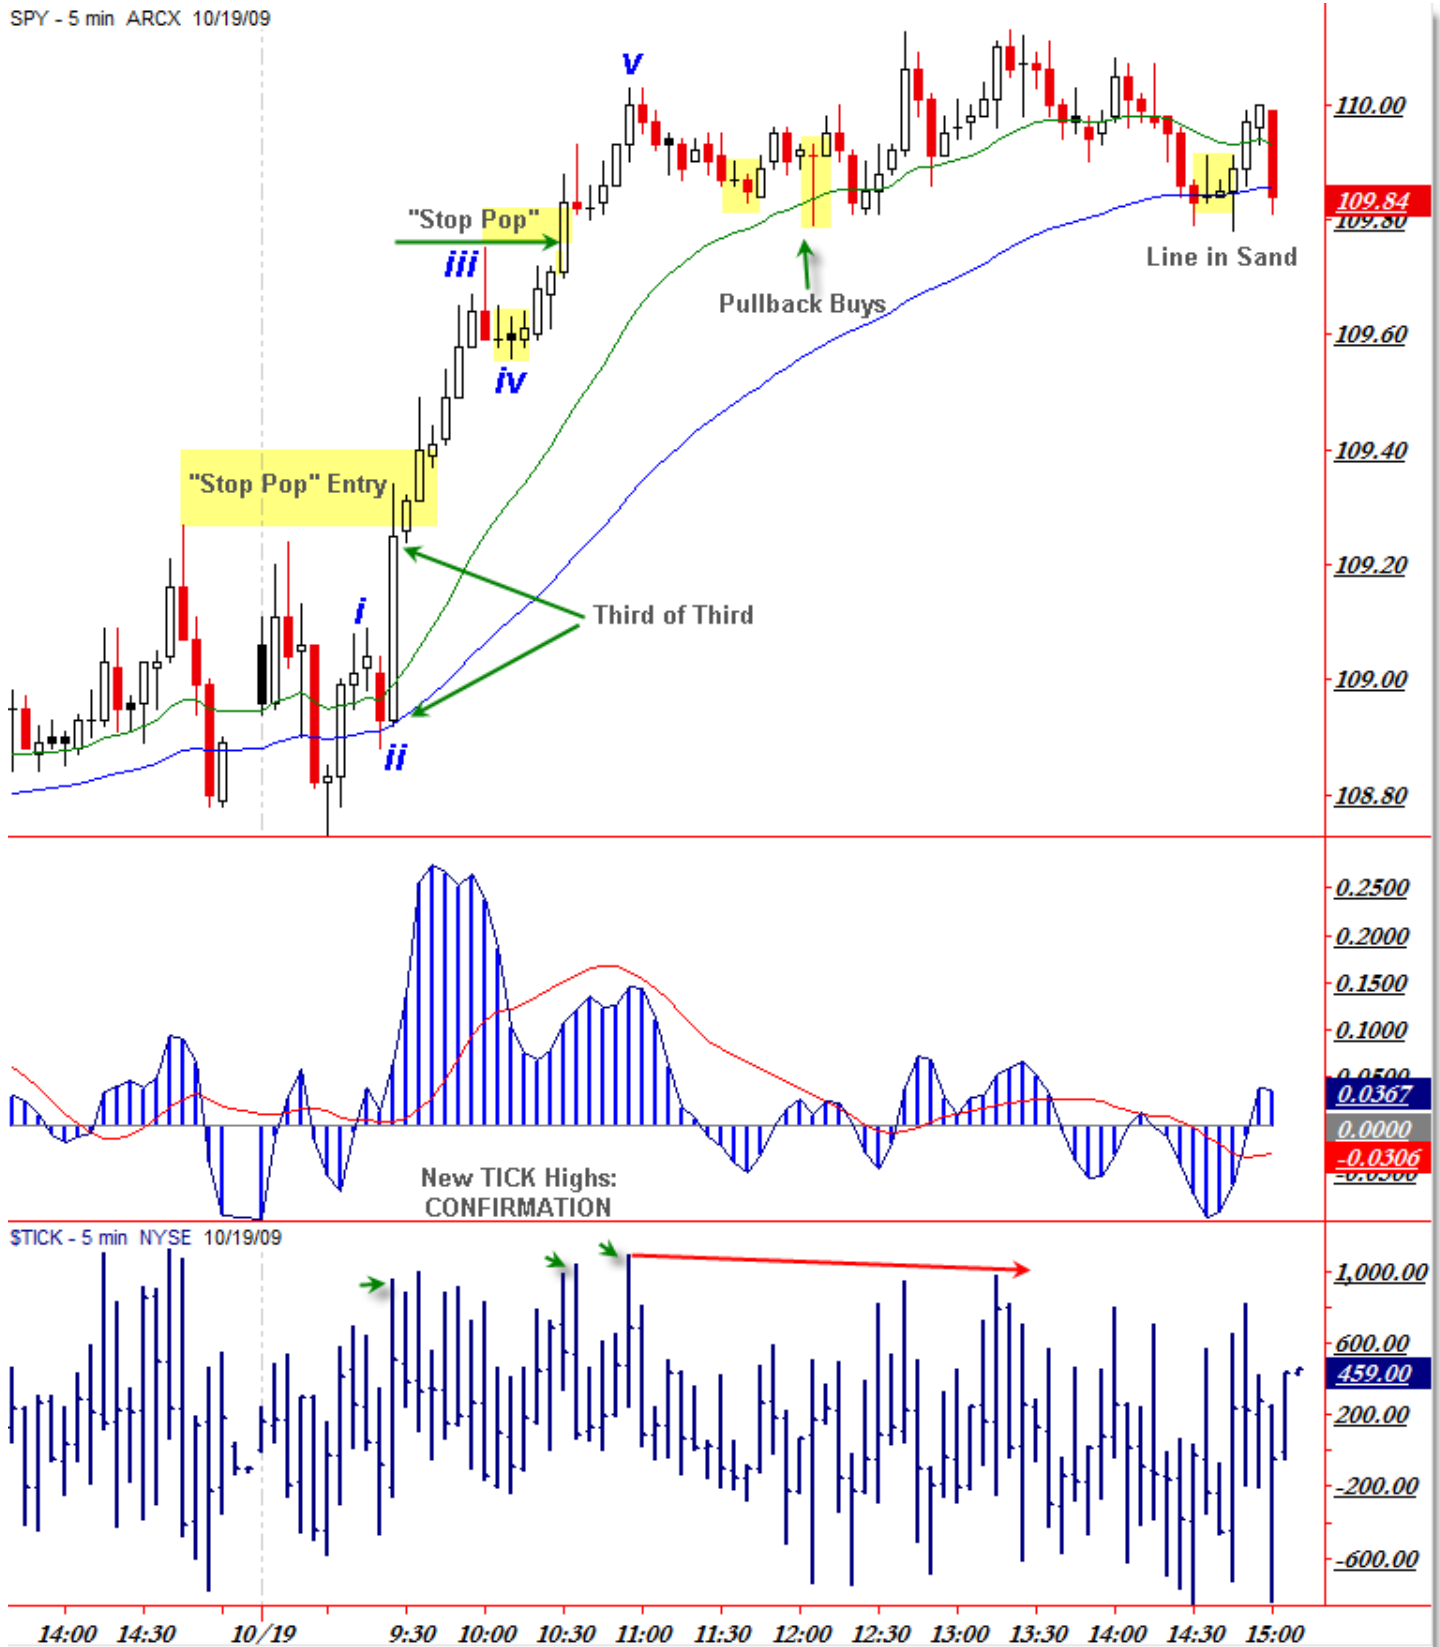 SPY - 5 min ARCX 10/19/09
v
110.00
"Stop Pop"
109.84
109.80
iii
Line in Sand
Pullback Buys
109.60
iv
109.40
"Stop Pop" Entry
109.20
i
Third of Third
109.00
ii
108.80
0.2500
0.2000
0.1500
0.1000
0.0500
0.0367
0.0000
-0.0306
-0.0500
New TICK Highs:
CONFIRMATION
$TICK - 5 min NYSE 10/19/09
1,000.00
600.00
459.00
200.00
-200.00
-600.00
14:00 14:30 10/19 9:30 10:00 10:30 11:00 11:30 12:00 12:30 13:00 13:30 14:00 14:30 15:00